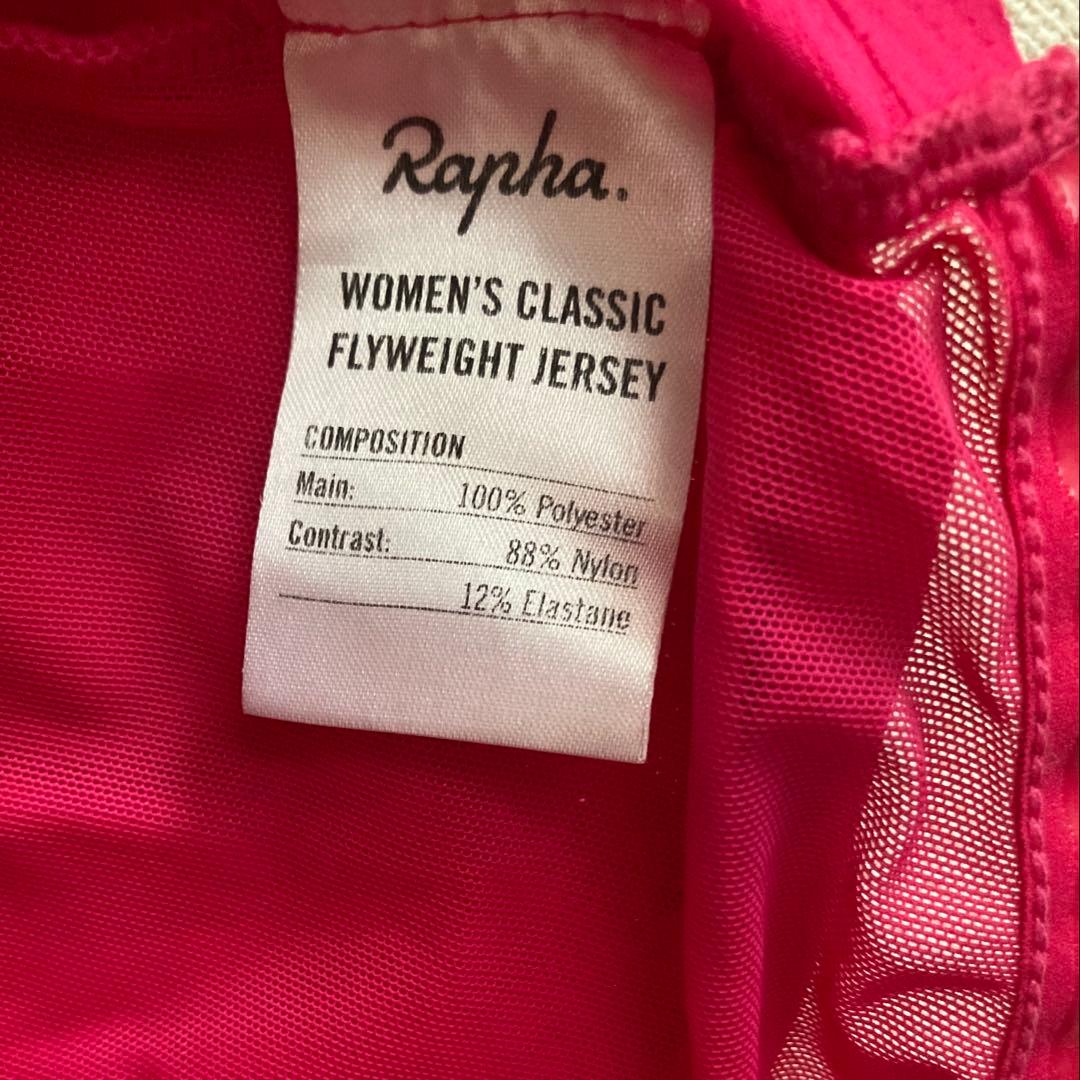 Rapha.
WOMEN'S CLASSIC
FLYWEIGHT JERSEY
COMPOSITION
Main: 100% Polyester
Contrast: 88% Nylon
12% Elastane